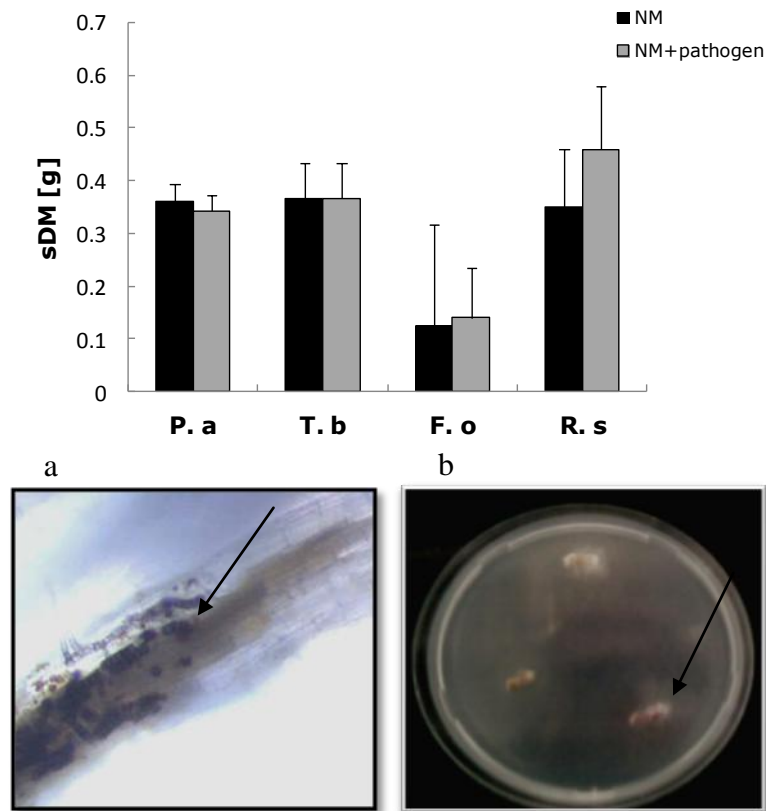 NM
NM+pathogen
sDM [g]
0.7
0.6
0.5
0.4
0.3
0.2
0.1
0
P. a
T. b
F. o
R. s
a
b